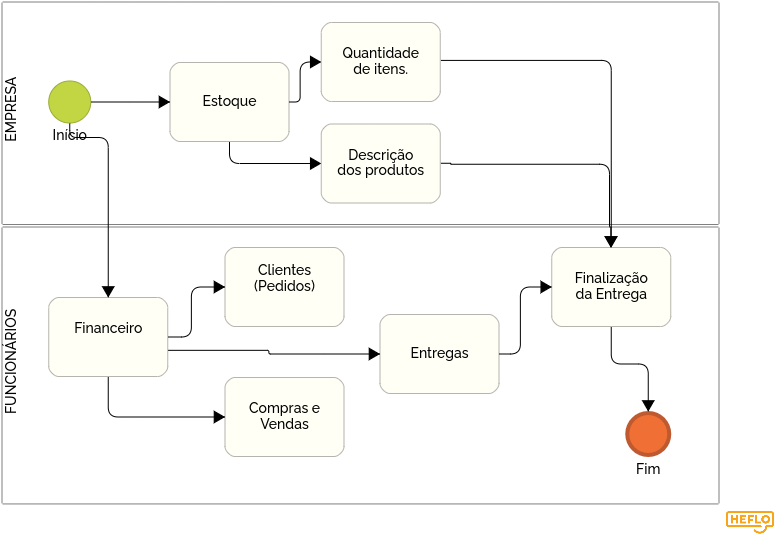 EMPRESA
Início
Estoque
Quantidade
de itens.
Descrição
dos produtos
FUNCIONÁRIOS
Financeiro
Clientes
(Pedidos)
Compras e
Vendas
Entregas
Finalização
da Entrega
Fim
HEFLO